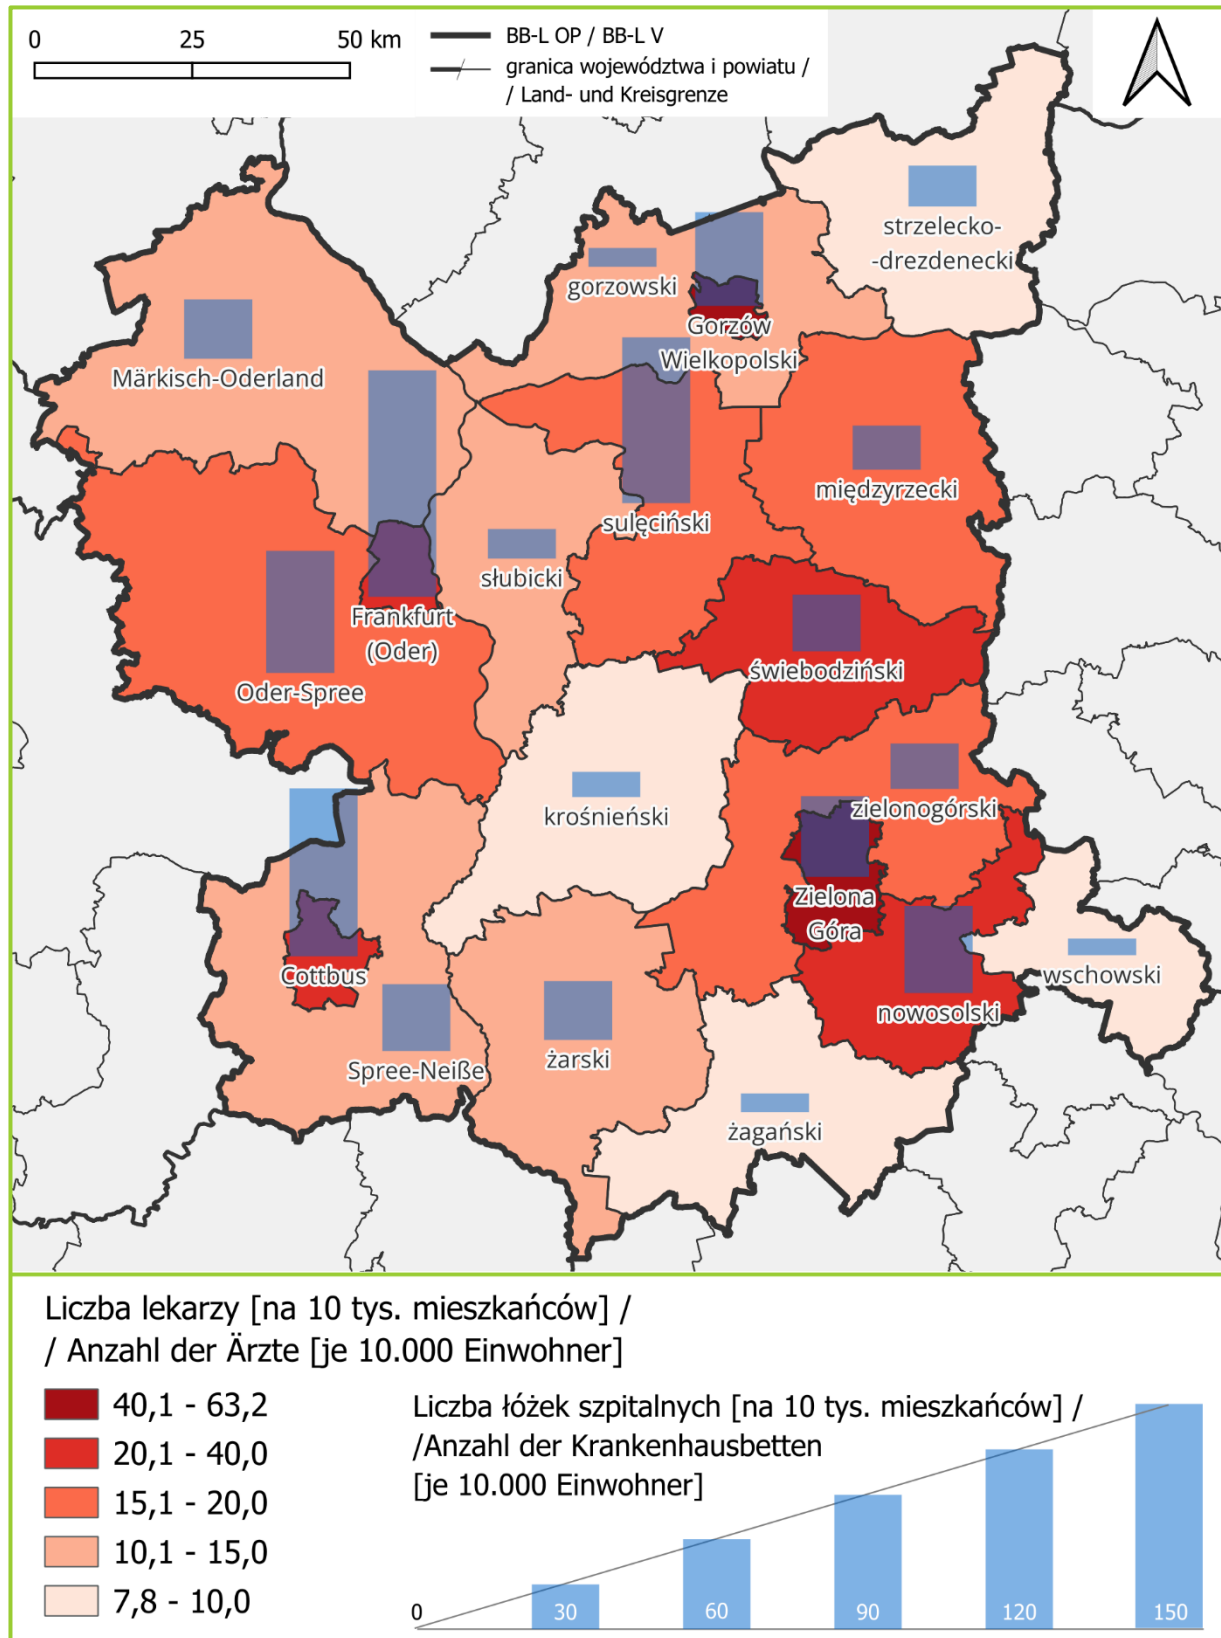 0 25 50 km
BB-L OP / BB-L V
granica województwa i powiatu /
/ Land- und Kreisgrenze
strzelecko-
-drezdenecki
gorzowski
Gorzów
Wielkopolski
Märkisch-Oderland
międzyrzecki
sulęciński
słubicki
Frankfurt
(Oder)
Oder-Spree
świebodziński
krośnieński
zielonogórski
Zielona
Góra
Cottbus
wschowski
nowosolski
Spree-Neiße
żarski
żagański
Liczba lekarzy [na 10 tys. mieszkańców] /
/ Anzahl der Ärzte [je 10.000 Einwohner]
40,1 - 63,2
20,1 - 40,0
15,1 - 20,0
10,1 - 15,0
7,8 - 10,0
Liczba łóżek szpitalnych [na 10 tys. mieszkańców] /
/Anzahl der Krankenhausbetten
[je 10.000 Einwohner]
0 30 60 90 120 150